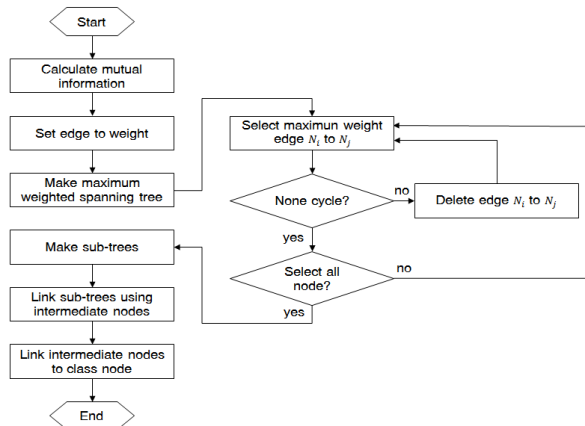 Start
Calculate mutual
information
Set edge to weight
Make maximum
weighted spanning tree
Select maximun weight
edge N_i to N_j
None cycle?
no
Delete edge N_i to N_j
yes
Select all
node?
no
yes
Make sub-trees
Link sub-trees using
intermediate nodes
Link intermediate nodes
to class node
End